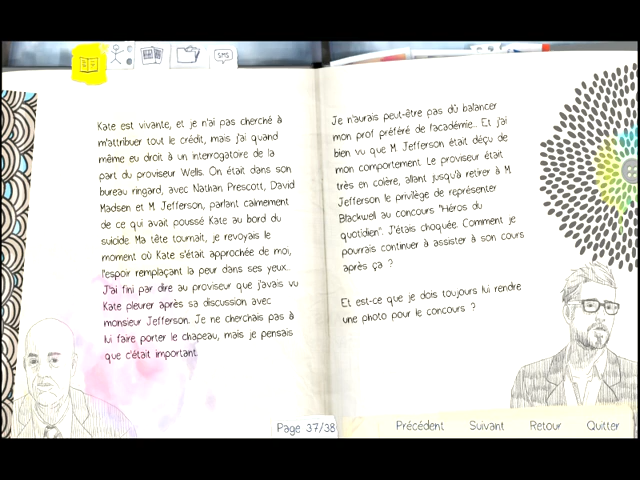 SMS
Kate est vivante, et je n'ai pas cherché à
m'attribuer tout le crédit, mais j'ai quand
même eu droit à un interrogatoire de la
part du proviseur Wells. On était dans son
bureau ringard, avec Nathan Prescott, David
Madsen et M Jefferson, parlant calmement
de ce qui avait poussé Kate au bord du
suicide Ma tête tournait, je revoyais le
moment où Kate s'était approchée de moi,
l'espoir remplaçant la peur dans ses yeux..
J'ai fini par dire au proviseur que j'avais vu
Kate pleurer après sa discussion avec
monsieur Jefferson. Je ne cherchais pas à
lui faire porter le chapeau, mais je pensais
que c'était important.
Je n'aurais peut-être pas dû balancer
mon prof préféré de l'académie... Et j'ai
bien vu que M Jefferson était déçu de
mon comportement. Le proviseur était
très en colère, allant jusqu'à retirer à M
Jefferson le privilège de représenter
Blackwell au concours "Héros du
quotidien". J'étais choquée. Comment je
pourrais continuer à assister à son cours
après ça ?
Et est-ce que je dois toujours lui rendre
une photo pour le concours ?
Page 37/38
Précédent Suivant Retour Quitter